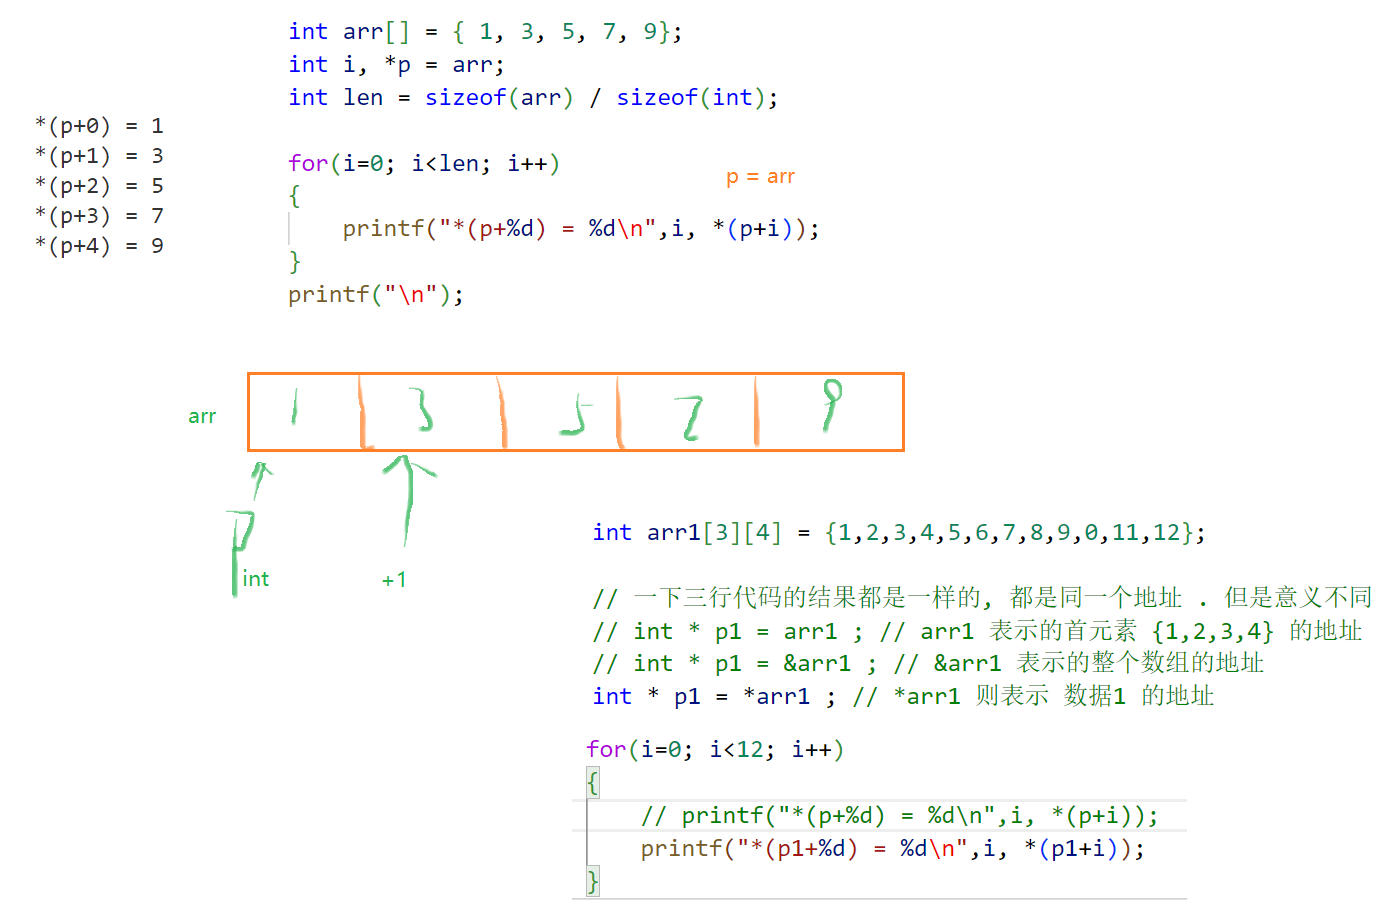 int arr[] = { 1, 3, 5, 7, 9};
int i, *p = arr;
int len = sizeof(arr) / sizeof(int);
*(p+0) = 1
*(p+1) = 3
*(p+2) = 5
*(p+3) = 7
*(p+4) = 9
for(i=0; i<len; i++)
{
printf("*(p+%d) = %d\n",i, *(p+i));
}
printf("\n");
p = arr
arr
1 3 5 7 9
P
int
+1
int arr1[3][4] = {1,2,3,4,5,6,7,8,9,0,11,12};
// 一下三行代码的结果都是一样的, 都是同一个地址 . 但是意义不同
// int * p1 = arr1 ; // arr1 表示的首元素 {1,2,3,4} 的地址
// int * p1 = &arr1 ; // &arr1 表示的整个数组的地址
int * p1 = *arr1 ; // *arr1 则表示 数据1 的地址
for(i=0; i<12; i++)
{
// printf("*(p+%d) = %d\n",i, *(p+i));
printf("*(p1+%d) = %d\n",i, *(p1+i));
}